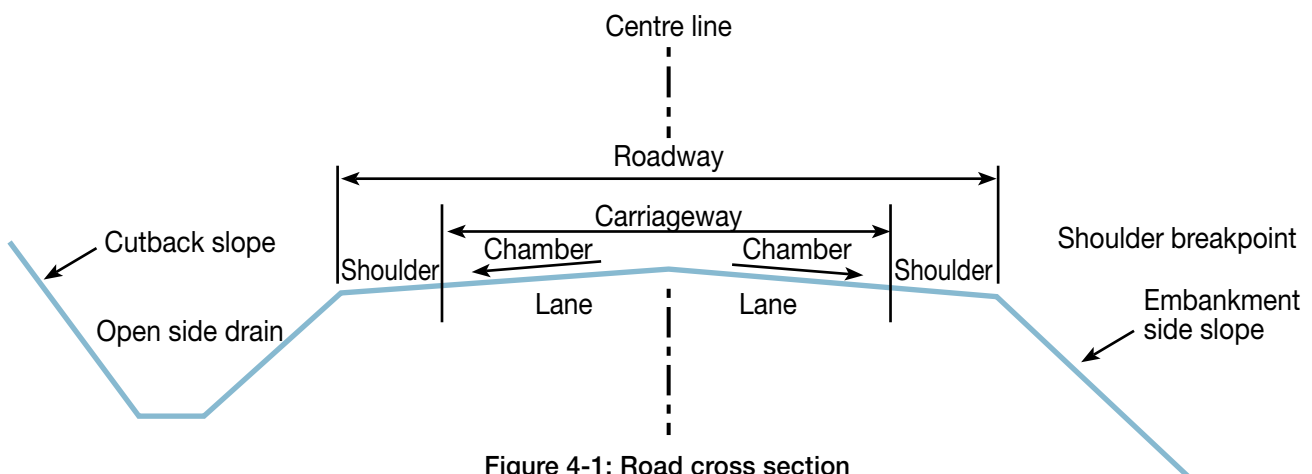 Centre line
Roadway
Carriageway
Cutback slope
Chamber
Chamber
Shoulder breakpoint
Shoulder
Shoulder
Lane
Lane
Open side drain
Embankment
side slope
Figure 4-1: Road cross section